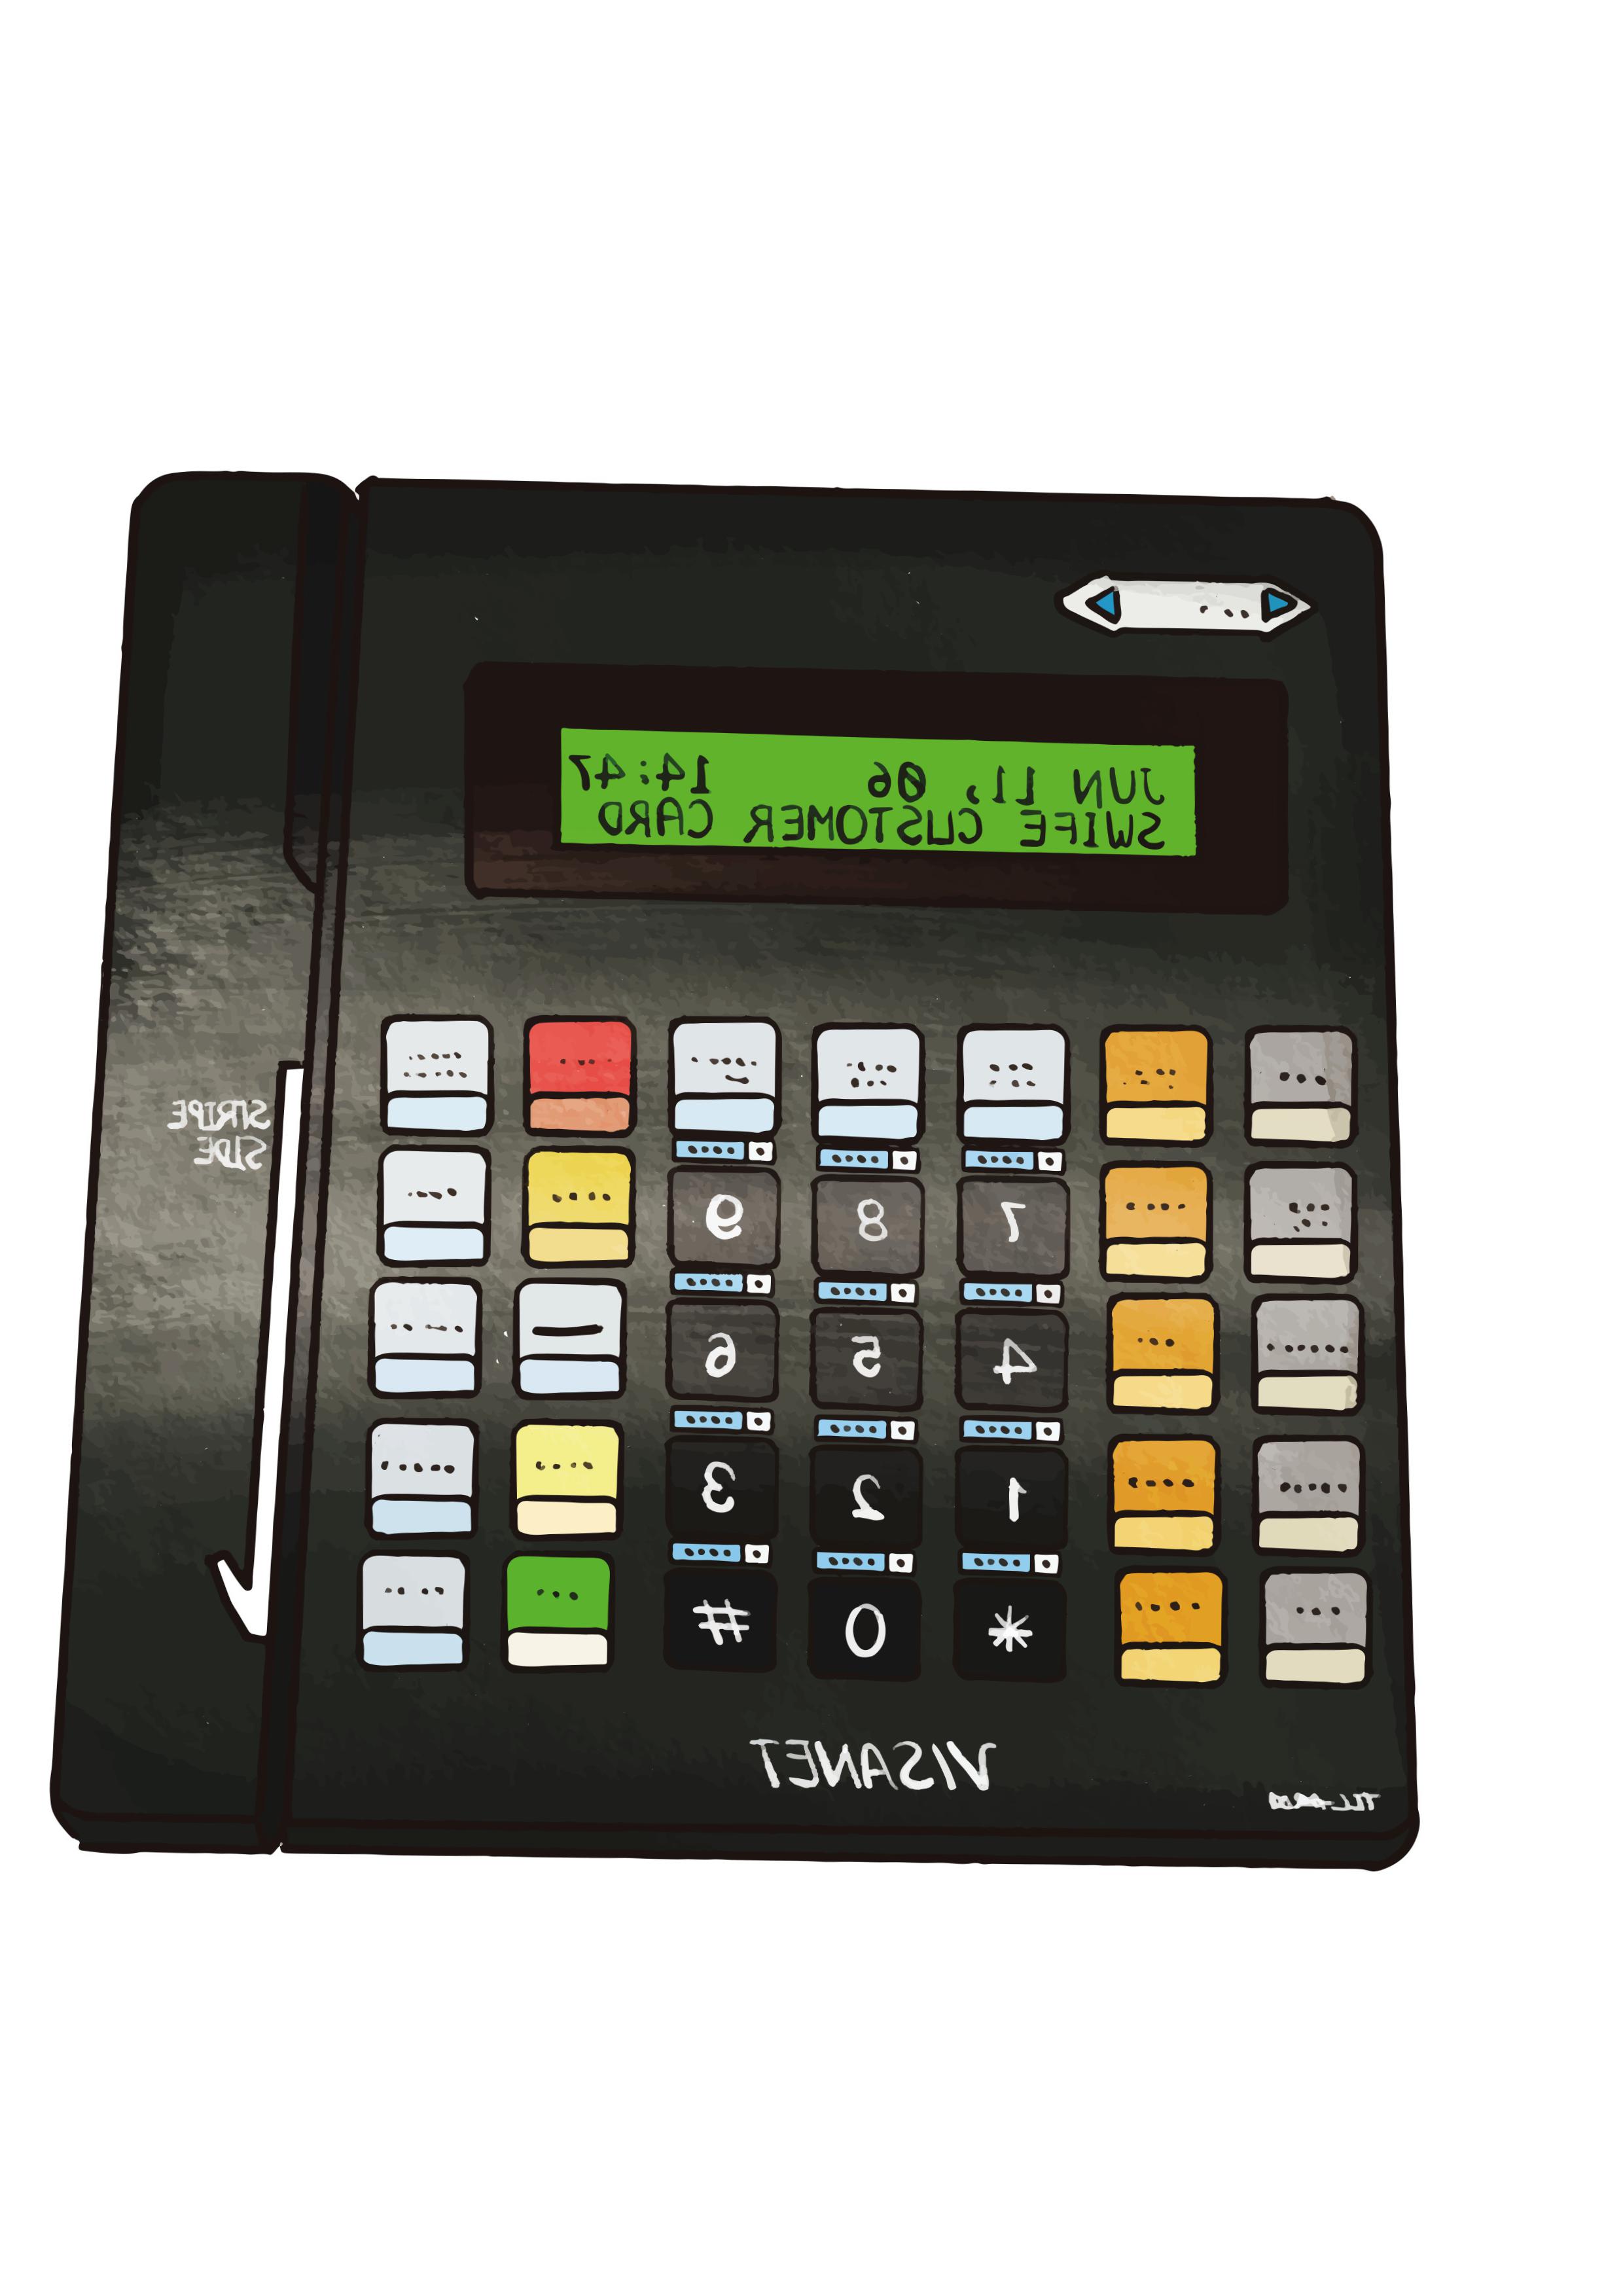 JUN 11, 06 14:47
SWIFE CUSTOMER CARD
STRIPE
SIDE
7 8 9
4 5 6
1 2 3
* 0 #
VISANET